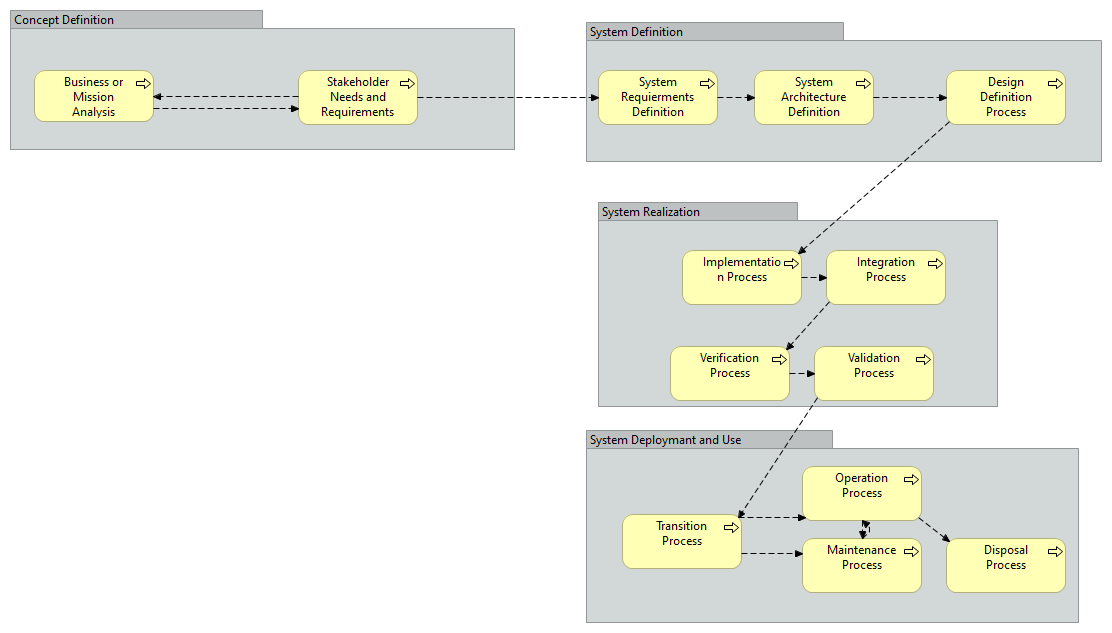 Concept Definition
Business or
Mission
Analysis
Stakeholder
Needs and
Requirements
System Definition
System
Requierments
Definition
System
Architecture
Definition
Design
Definition
Process
System Realization
Implementatio
n Process
Integration
Process
Verification
Process
Validation
Process
System Deploymant and Use
Operation
Process
Transition
Process
Maintenance
Process
Disposal
Process